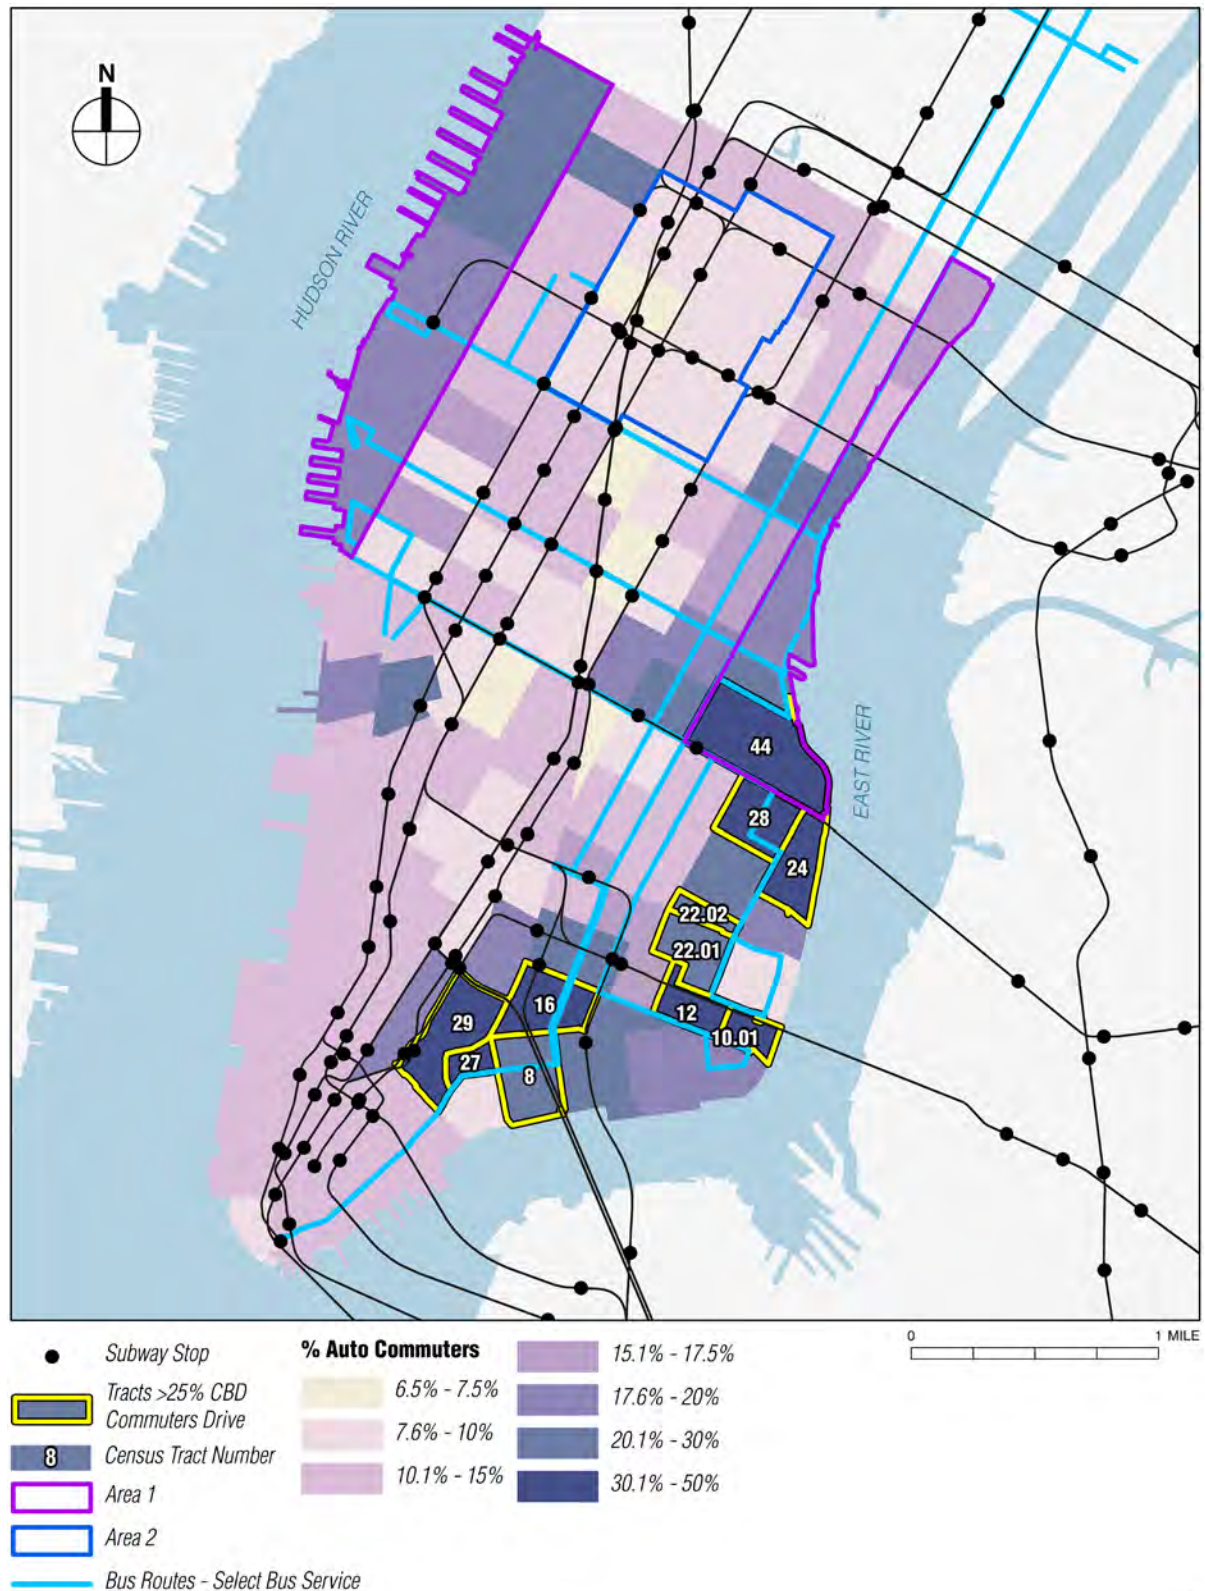 N
HUDSON RIVER
EAST RIVER
44
28
24
22.02
22.01
16
12
29
10.01
27
8
0 1 MILE
Subway Stop
Tracts >25% CBD
Commuters Drive
8 Census Tract Number
Area 1
Area 2
Bus Routes - Select Bus Service
% Auto Commuters
6.5% - 7.5%
7.6% - 10%
10.1% - 15%
15.1% - 17.5%
17.6% - 20%
20.1% - 30%
30.1% - 50%